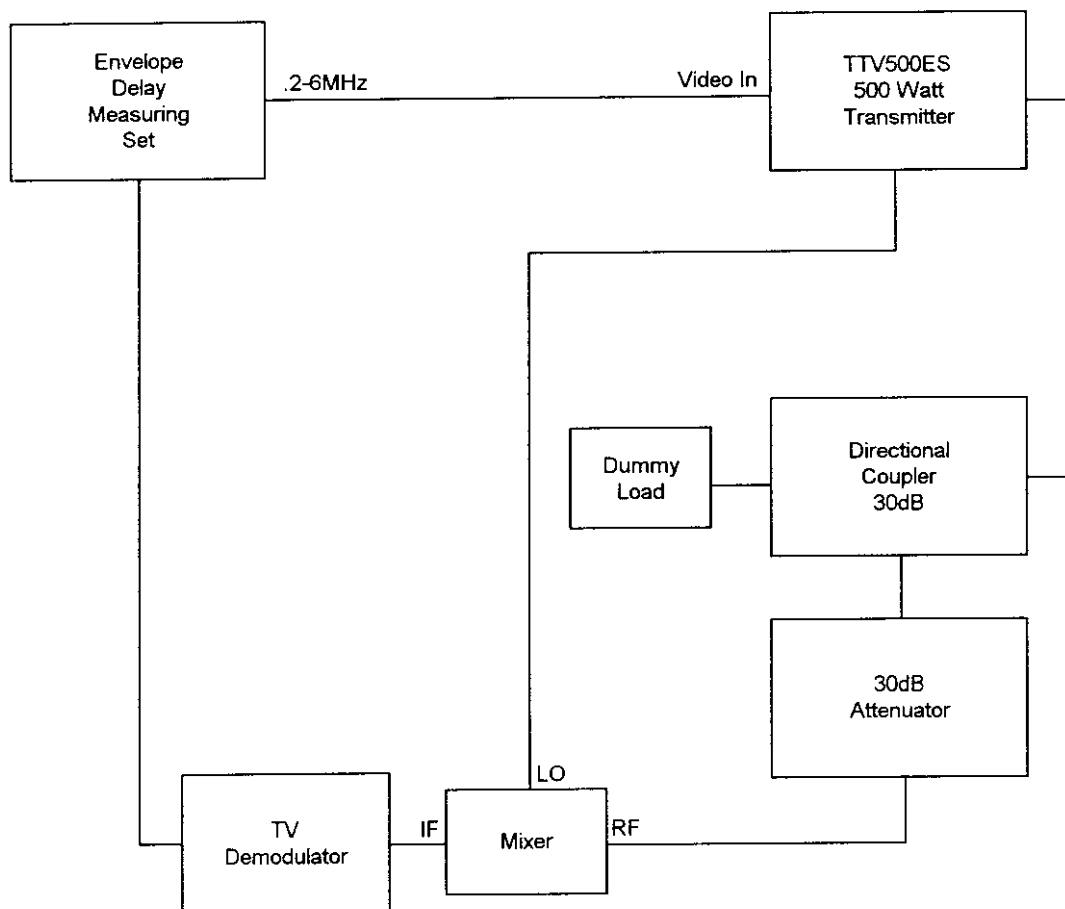 Envelope
Delay
Measuring
Set
.2-6MHz
Video In
TTV500ES
500 Watt
Transmitter
Dummy
Load
Directional
Coupler
30dB
30dB
Attenuator
LO
TV
Demodulator
IF
Mixer
RF